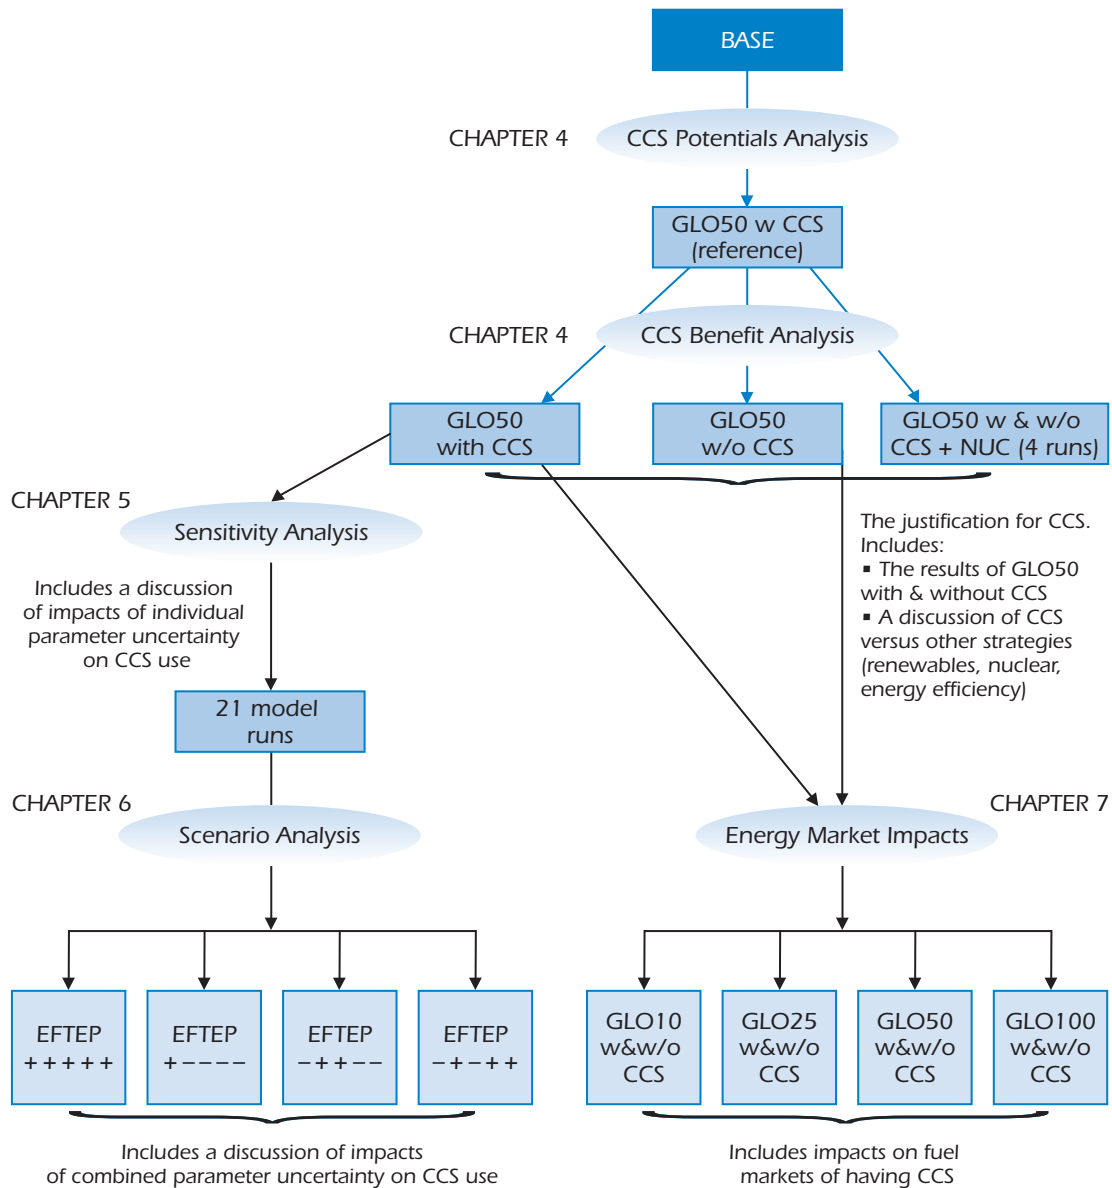 BASE
CHAPTER 4
CCS Potentials Analysis
GLO50 w CCS
(reference)
CHAPTER 4
CCS Benefit Analysis
GLO50
with CCS
GLO50
w/o CCS
GLO50 w & w/o
CCS + NUC (4 runs)
CHAPTER 5
Sensitivity Analysis
The justification for CCS.
Includes:
▪ The results of GLO50
with & without CCS
▪ A discussion of CCS
versus other strategies
(renewables, nuclear,
energy efficiency)
Includes a discussion
of impacts of individual
parameter uncertainty
on CCS use
21 model
runs
CHAPTER 6
Scenario Analysis
CHAPTER 7
Energy Market Impacts
EFTEP
+++++
EFTEP
+−−−−
EFTEP
−++−−
EFTEP
−+−++
GLO10
w&w/o
CCS
GLO25
w&w/o
CCS
GLO50
w&w/o
CCS
GLO100
w&w/o
CCS
Includes a discussion of impacts
of combined parameter uncertainty on CCS use
Includes impacts on fuel
markets of having CCS